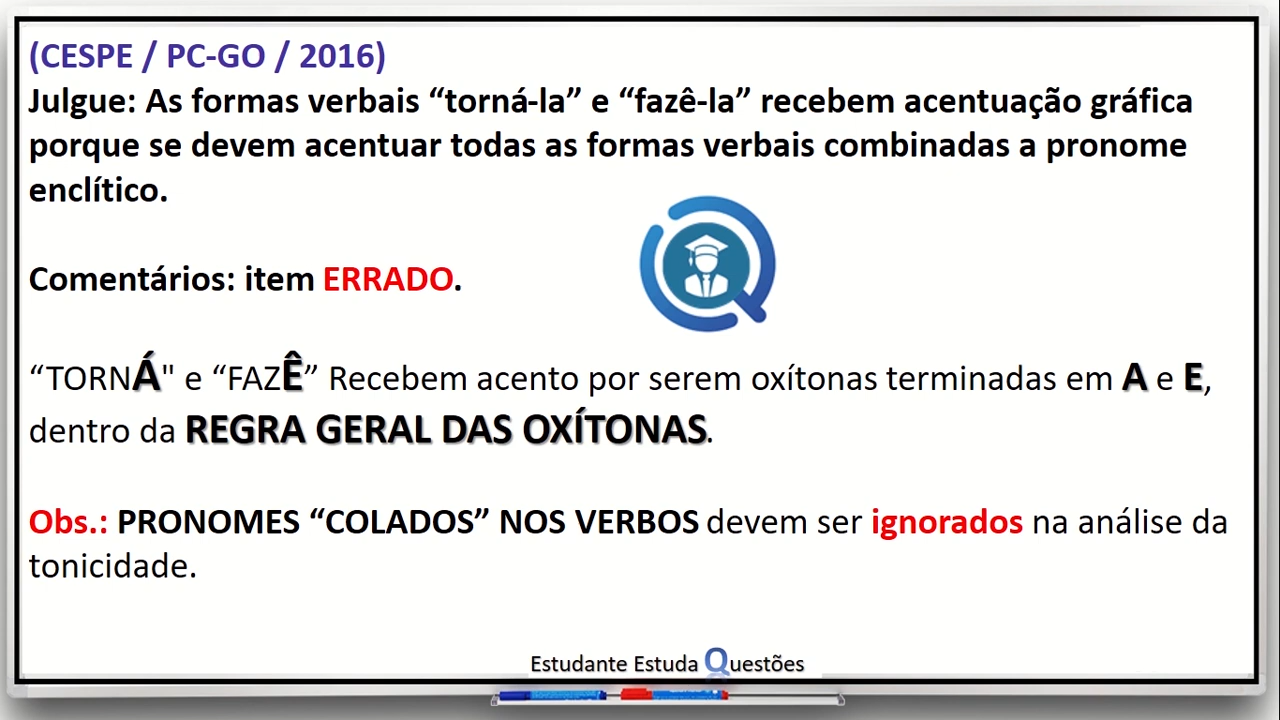 (CESPE / PC-GO / 2016)
Julgue: As formas verbais “torná-la” e “fazê-la” recebem acentuação gráfica
porque se devem acentuar todas as formas verbais combinadas a pronome
enclítico.
Comentários: item ERRADO.
“TORNÁ" e “FAZÊ” Recebem acento por serem oxítonas terminadas em A e E,
dentro da REGRA GERAL DAS OXÍTONAS.
Obs.: PRONOMES “COLADOS” NOS VERBOS devem ser ignorados na análise da
tonicidade.
Estudante Estuda Questões